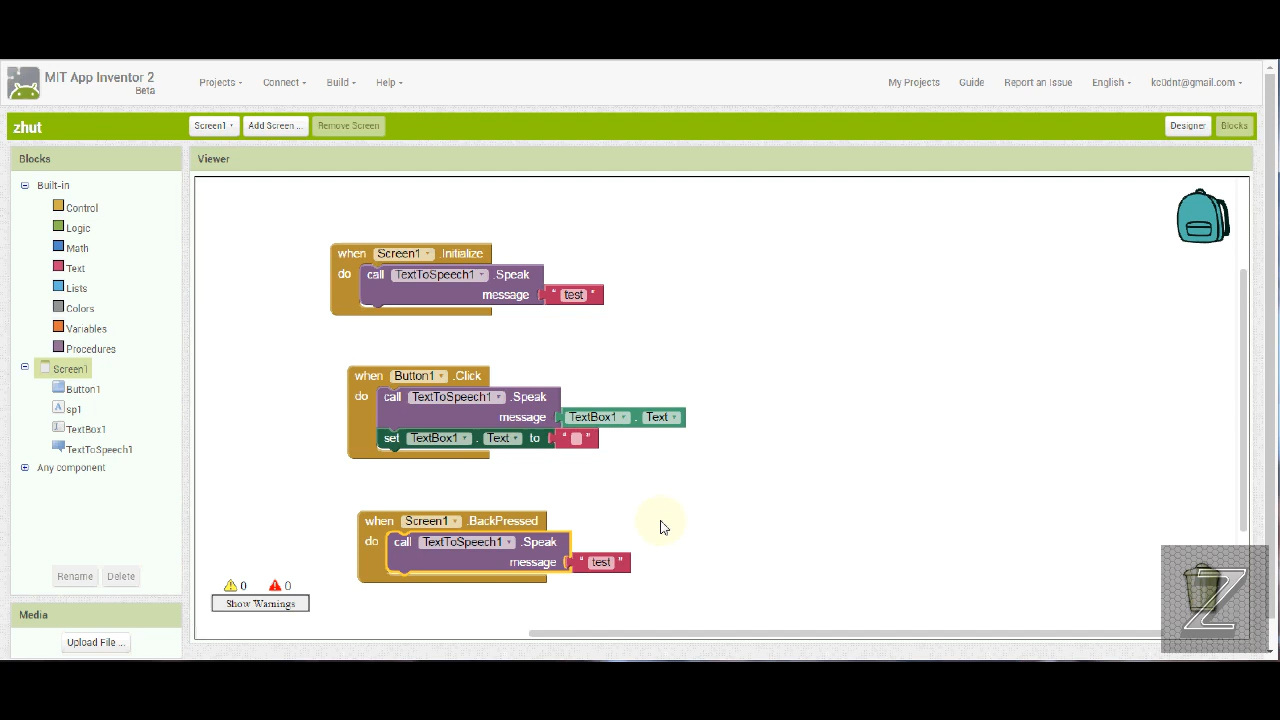 MIT App Inventor 2
Beta
Projects Connect Build Help My Projects Guide Report an Issue English kc0dnt@gmail.com
zhut Screen1 Add Screen ... Remove Screen Designer Blocks
Blocks Viewer
Built-in
Control
Logic
Math
Text
Lists
Colors
Variables
Procedures
Screen1
Button1
sp1
TextBox1
TextToSpeech1
Any component
Rename Delete
Media
Upload File ...
when Screen1 .Initialize
do call TextToSpeech1 .Speak
message " test "
when Button1 .Click
do call TextToSpeech1 .Speak
message TextBox1 . Text
set TextBox1 . Text to " "
when Screen1 .BackPressed
do call TextToSpeech1 .Speak
message " test "
0 0
Show Warnings
Z